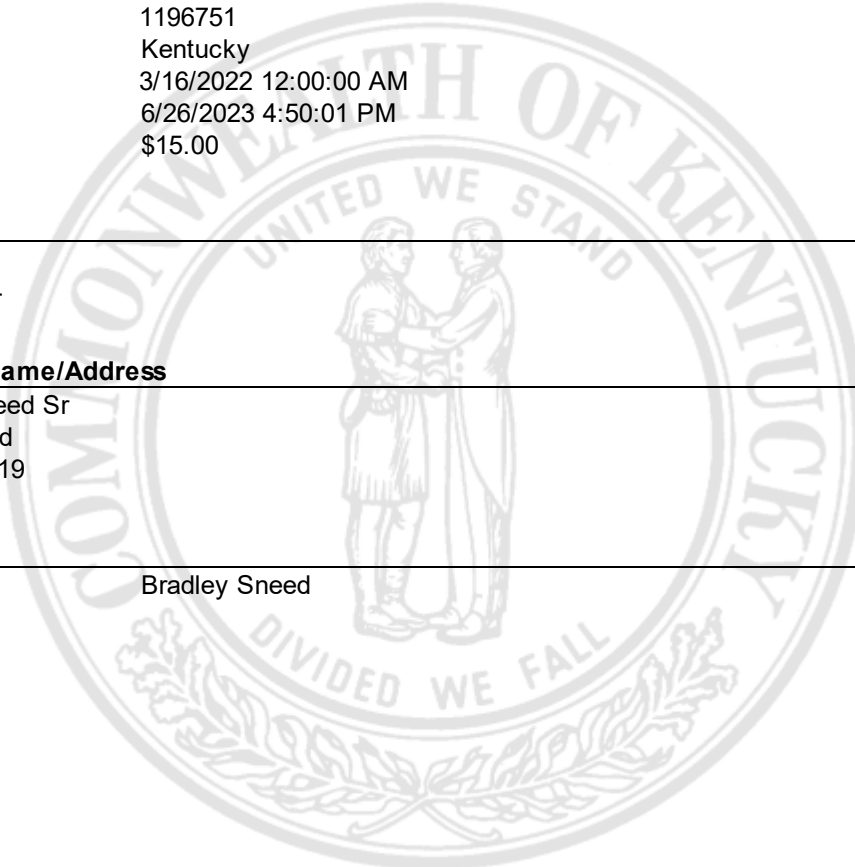 1196751
Kentucky
3/16/2022 12:00:00 AM
6/26/2023 4:50:01 PM
$15.00
ame/Address
eed Sr
d
19
Bradley Sneed
COMMONWEALTH OF KENTUCKY
UNITED WE STAND
DIVIDED WE FALL